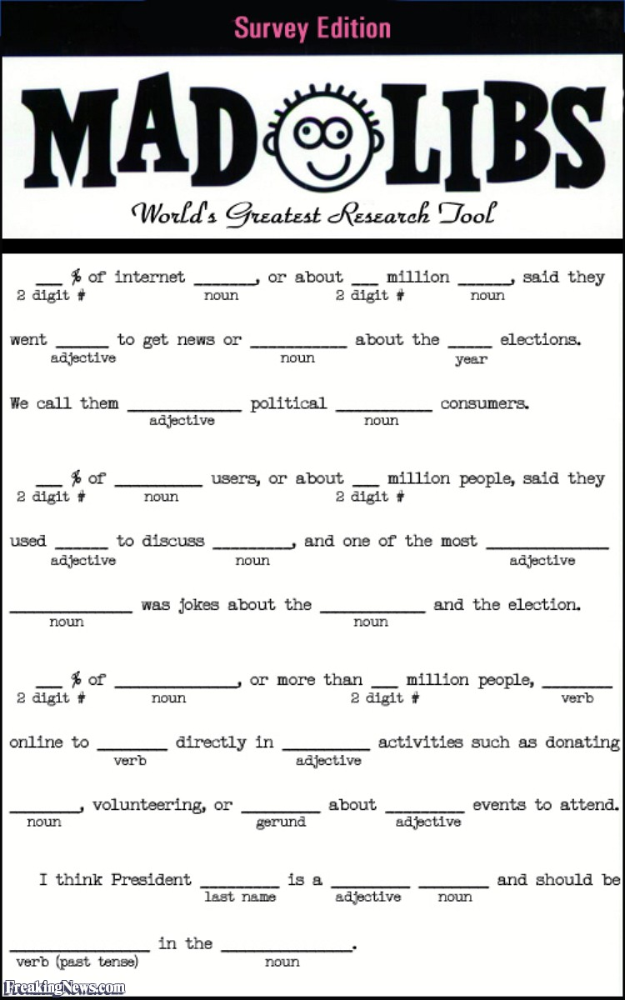 Survey Edition
MAD LIBS
World's Greatest Research Tool
___ % of internet _______, or about ___ million ______, said they
2 digit # noun 2 digit # noun
went ______ to get news or ___________ about the _____ elections.
adjective noun year
We call them _____________ political ___________ consumers.
adjective noun
___ % of __________ users, or about ___ million people, said they
2 digit # noun 2 digit #
used ______ to discuss _________, and one of the most ______________
adjective noun adjective
______________ was jokes about the ____________ and the election.
noun noun
___ % of ______________, or more than ___ million people, ________
2 digit # noun 2 digit # verb
online to ________ directly in __________ activities such as donating
verb adjective
________, volunteering, or _________ about _________ events to attend.
noun gerund adjective
I think President _________ is a _________ ________ and should be
last name adjective noun
________________ in the _______________.
verb (past tense) noun
FreakingNews.com